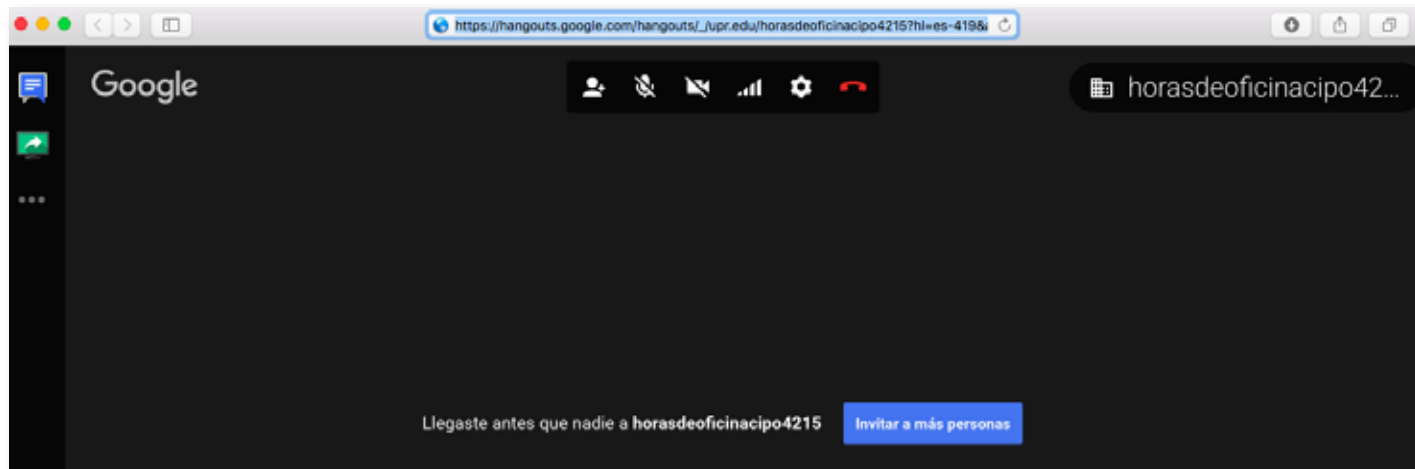 https://hangouts.google.com/hangouts/_/upr.edu/horasdeoficinacipo4215?hl=es-419&
Google
horasdeoficinacipo42...
Llegaste antes que nadie a horasdeoficinacipo4215
Invitar a más personas